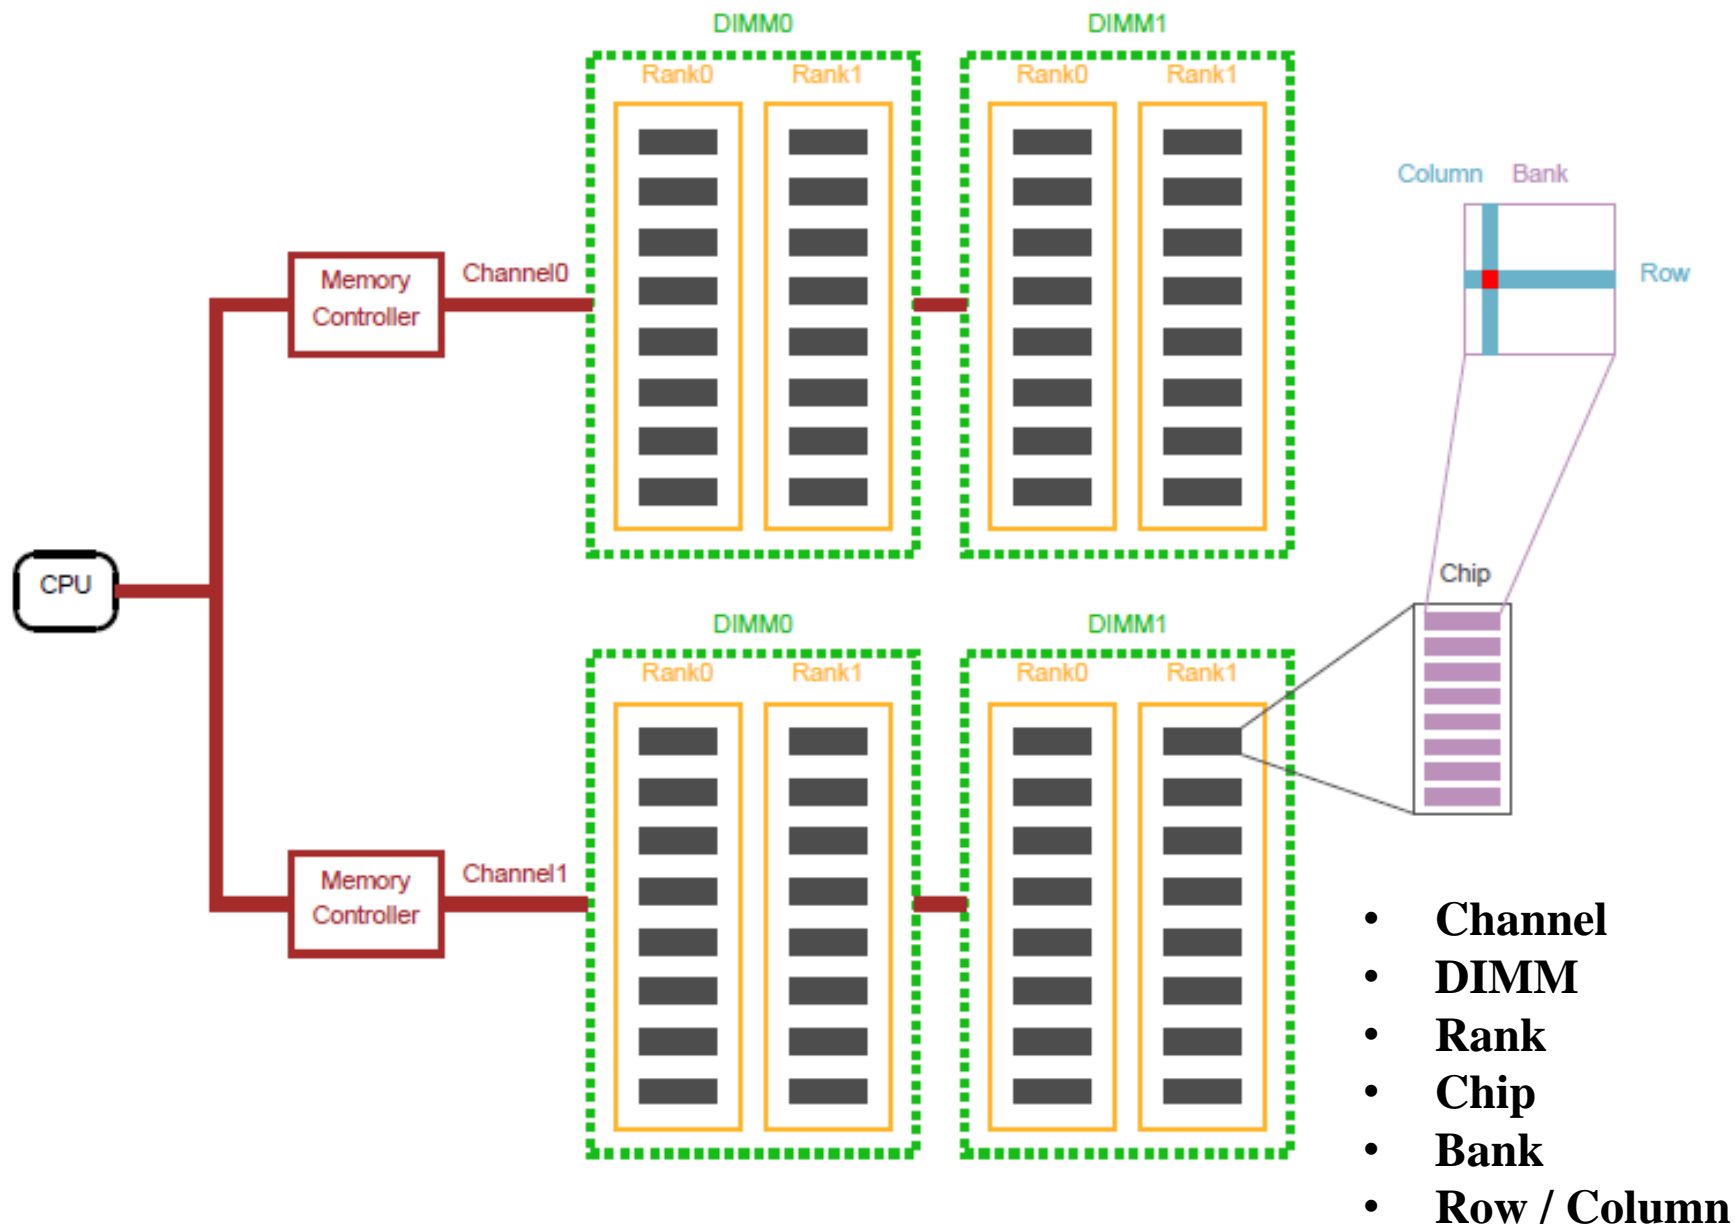 DIMM0 DIMM1
Rank0 Rank1 Rank0 Rank1
Column Bank
Row
Memory
Controller
Channel0
CPU
Chip
DIMM0 DIMM1
Rank0 Rank1 Rank0 Rank1
Memory
Controller
Channel1
• Channel
• DIMM
• Rank
• Chip
• Bank
• Row / Column